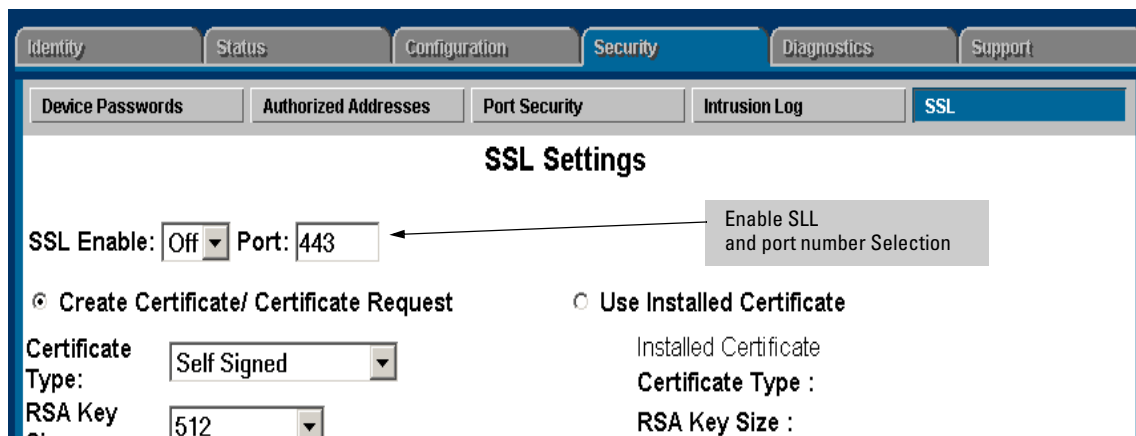 Identity Status Configuration Security Diagnostics Support
Device Passwords Authorized Addresses Port Security Intrusion Log SSL
SSL Settings
SSL Enable: Off Port: 443
Enable SLL
and port number Selection
Create Certificate/ Certificate Request
Use Installed Certificate
Certificate
Type:
Self Signed
Installed Certificate
Certificate Type :
RSA Key
512
RSA Key Size :